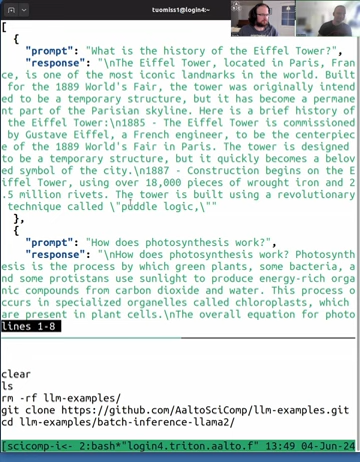 tuomiss1@login4:~
[
  {
    "prompt": "What is the history of the Eiffel Tower?",
    "response": "\nThe Eiffel Tower, located in Paris, Fran
ce, is one of the most iconic landmarks in the world. Built
 for the 1889 World's Fair, the tower was originally intend
ed to be a temporary structure, but it has become a permane
nt part of the Parisian skyline. Here is a brief history of
 the Eiffel Tower:\n1885 - The Eiffel Tower is commissioned
by Gustave Eiffel, a French engineer, to be the centerpiec
e of the 1889 World's Fair in Paris. The tower is designed
to be a temporary structure, but it quickly becomes a belov
ed symbol of the city.\n1887 - Construction begins on the E
iffel Tower, using over 18,000 pieces of wrought iron and 2
.5 million rivets. The tower is built using a revolutionary
 technique called \"puddle logic,\""
  },
  {
    "prompt": "How does photosynthesis work?",
    "response": "\nHow does photosynthesis work? Photosynth
esis is the process by which green plants, some bacteria, a
nd some protistans use sunlight to produce energy-rich orga
nic compounds from carbon dioxide and water. This process o
ccurs in specialized organelles called chloroplasts, which
are present in plant cells.\nThe overall equation for photo
lines 1-8
clear
ls
rm -rf llm-examples/
git clone https://github.com/AaltoSciComp/llm-examples.git
cd llm-examples/batch-inference-llama2/
[scicomp-i<- 2:bash*"login4.triton.aalto.f" 13:49 04-Jun-24